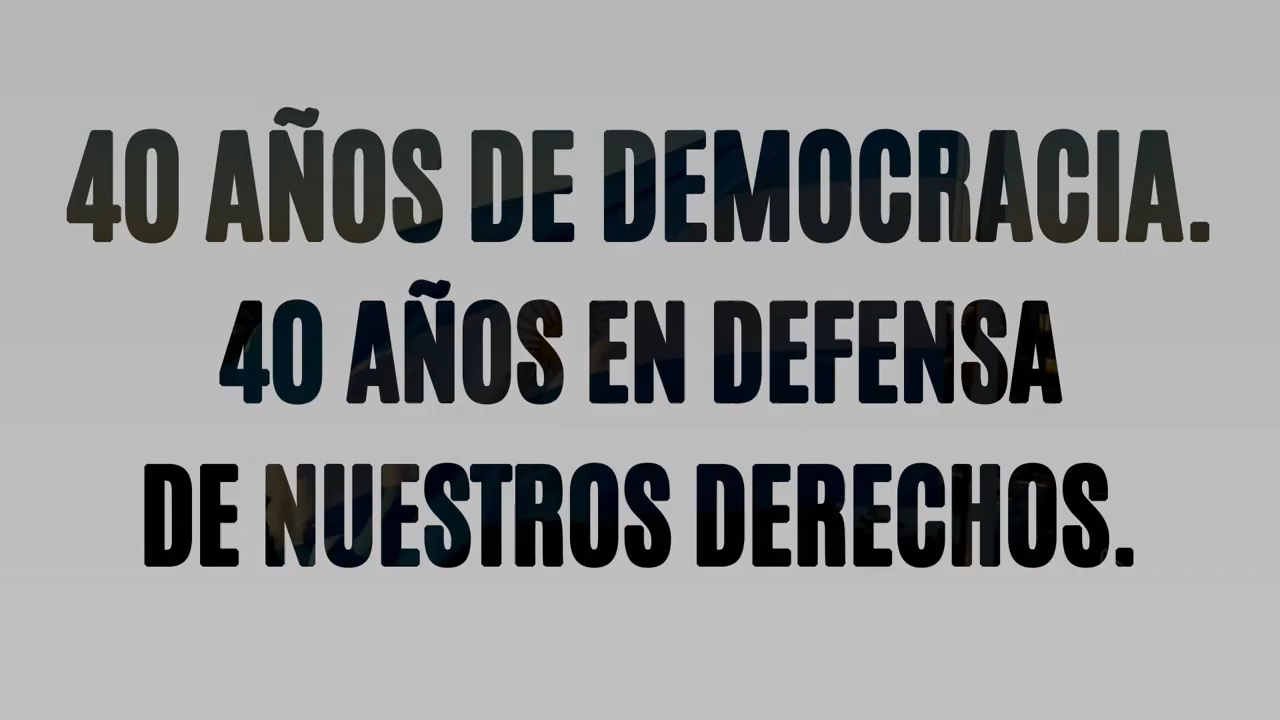 40 AÑOS DE DEMOCRACIA.
40 AÑOS EN DEFENSA
DE NUESTROS DERECHOS.